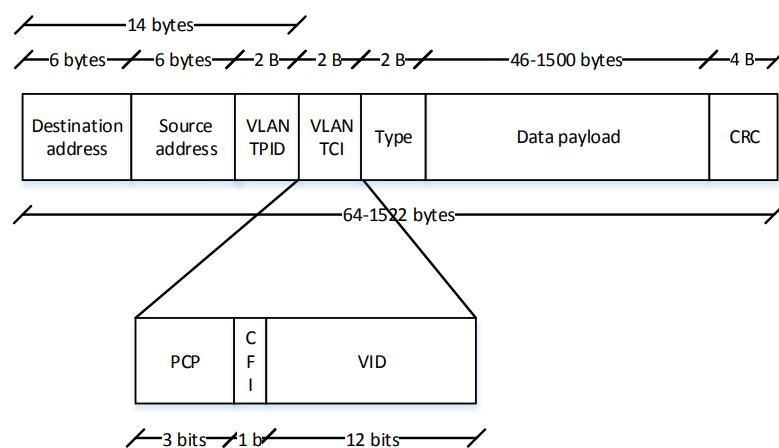 14 bytes
6 bytes 6 bytes 2 B 2 B 2 B 46-1500 bytes 4 B
Destination address
Source address
VLAN TPID
VLAN TCI
Type
Data payload
CRC
64-1522 bytes
PCP
C
F
I
VID
3 bits 1 b 12 bits